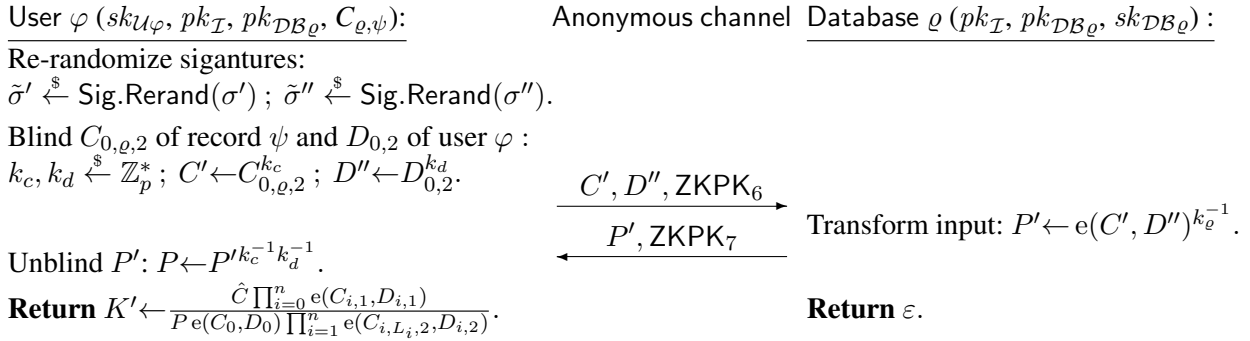 User φ (sk_{𝒰φ}, pk_ℐ, pk_{𝒟ℬϱ}, C_{ϱ,ψ}): Anonymous channel Database ϱ (pk_ℐ, pk_{𝒟ℬϱ}, sk_{𝒟ℬϱ}) :
Re-randomize sigantures:
σ̃′ ←$ Sig.Rerand(σ′) ; σ̃″ ←$ Sig.Rerand(σ″).
Blind C_{0,ϱ,2} of record ψ and D_{0,2} of user φ :
k_c, k_d ←$ ℤ_p^* ; C′←C_{0,ϱ,2}^{k_c} ; D″←D_{0,2}^{k_d}.
C′, D″, ZKPK_6
Transform input: P′← e(C′, D″)^{k_ϱ^{-1}}.
P′, ZKPK_7
Unblind P′: P←P′^{k_c^{-1} k_d^{-1}}.
Return K′← \frac{Ĉ ∏_{i=0}^{n} e(C_{i,1},D_{i,1})}{P e(C_0,D_0) ∏_{i=1}^{n} e(C_{i,L_i,2},D_{i,2})}. Return ε.